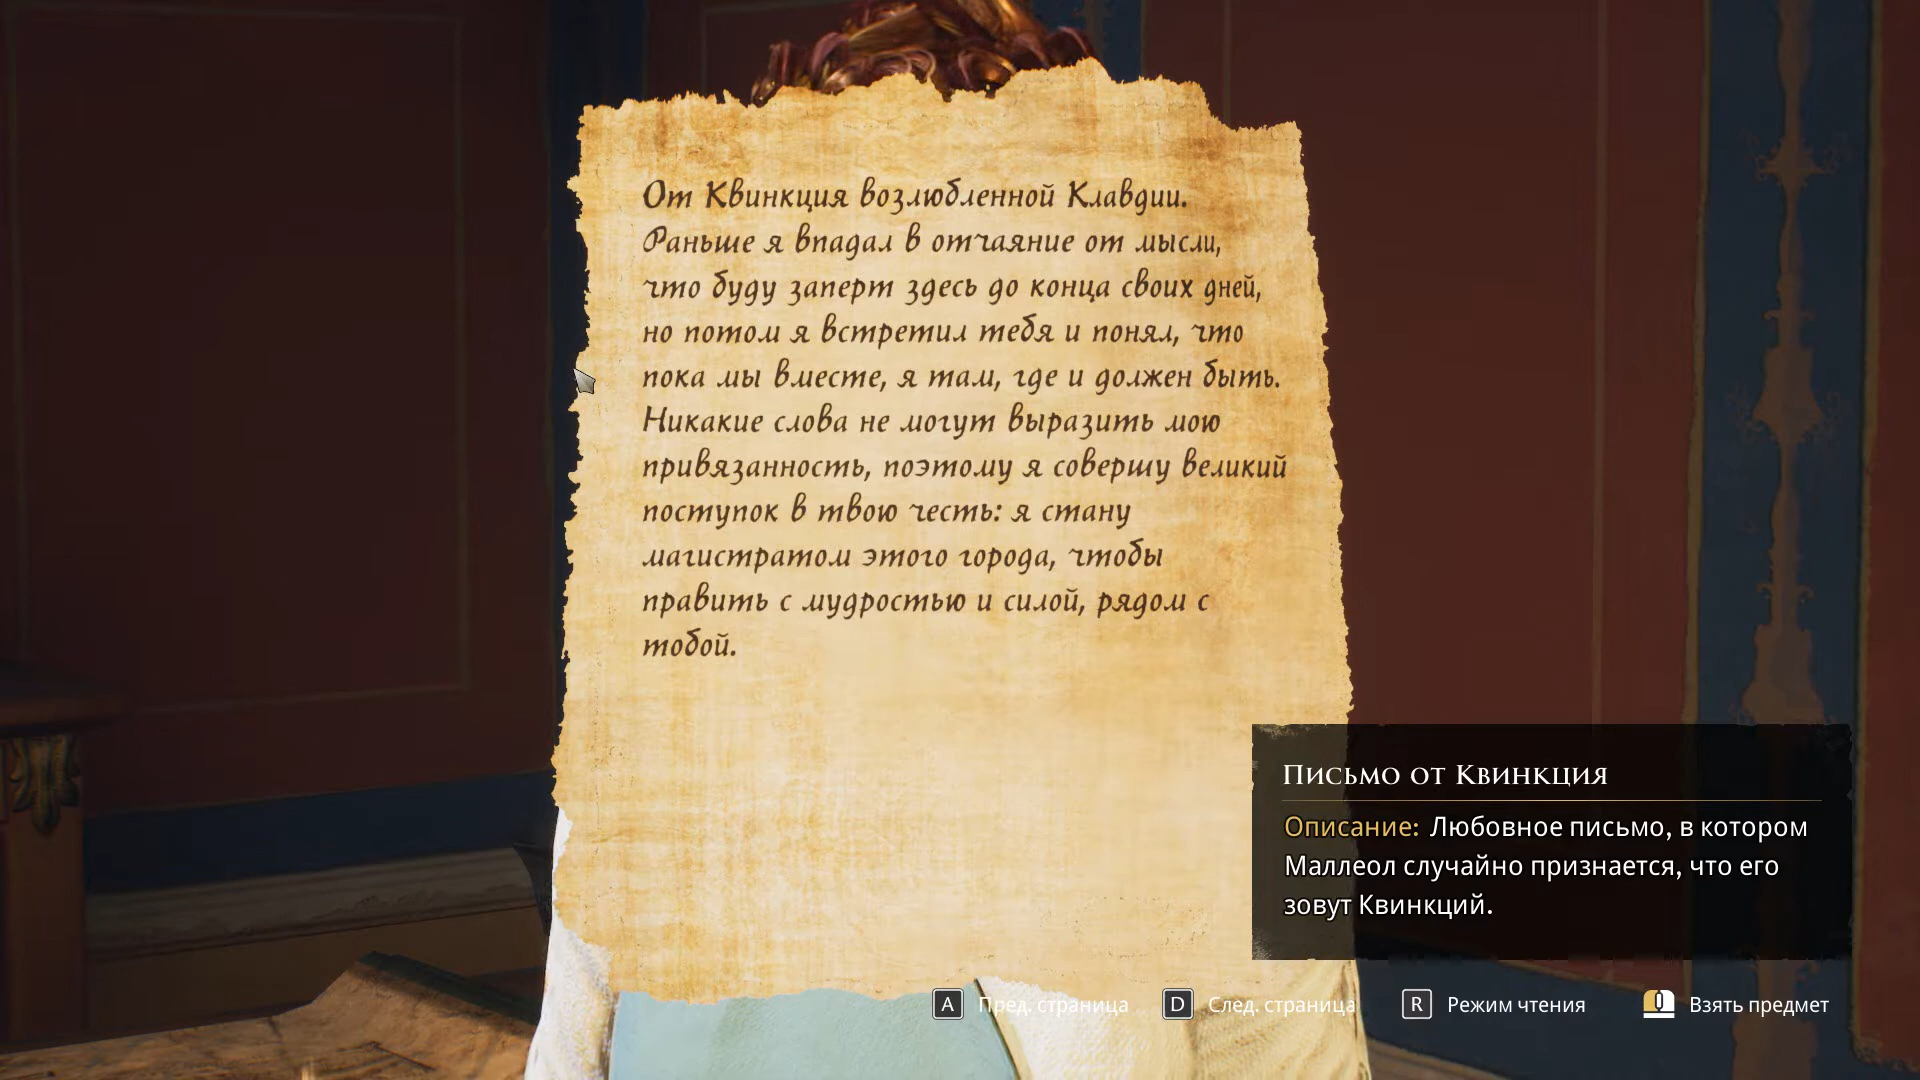 От Квинкция возлюбленной Клавдии.
Раньше я впадал в отчаяние от мысли,
что буду заперт здесь до конца своих дней,
но потом я встретил тебя и понял, что
пока мы вместе, я там, где и должен быть.
Никакие слова не могут выразить мою
привязанность, поэтому я совершу великий
поступок в твою честь: я стану
магистратом этого города, чтобы
править с мудростью и силой, рядом с
тобой.
Письмо от Квинкция
Описание: Любовное письмо, в котором
Маллеол случайно признается, что его
зовут Квинкций.
A Пред. страница D След. страница R Режим чтения Взять предмет